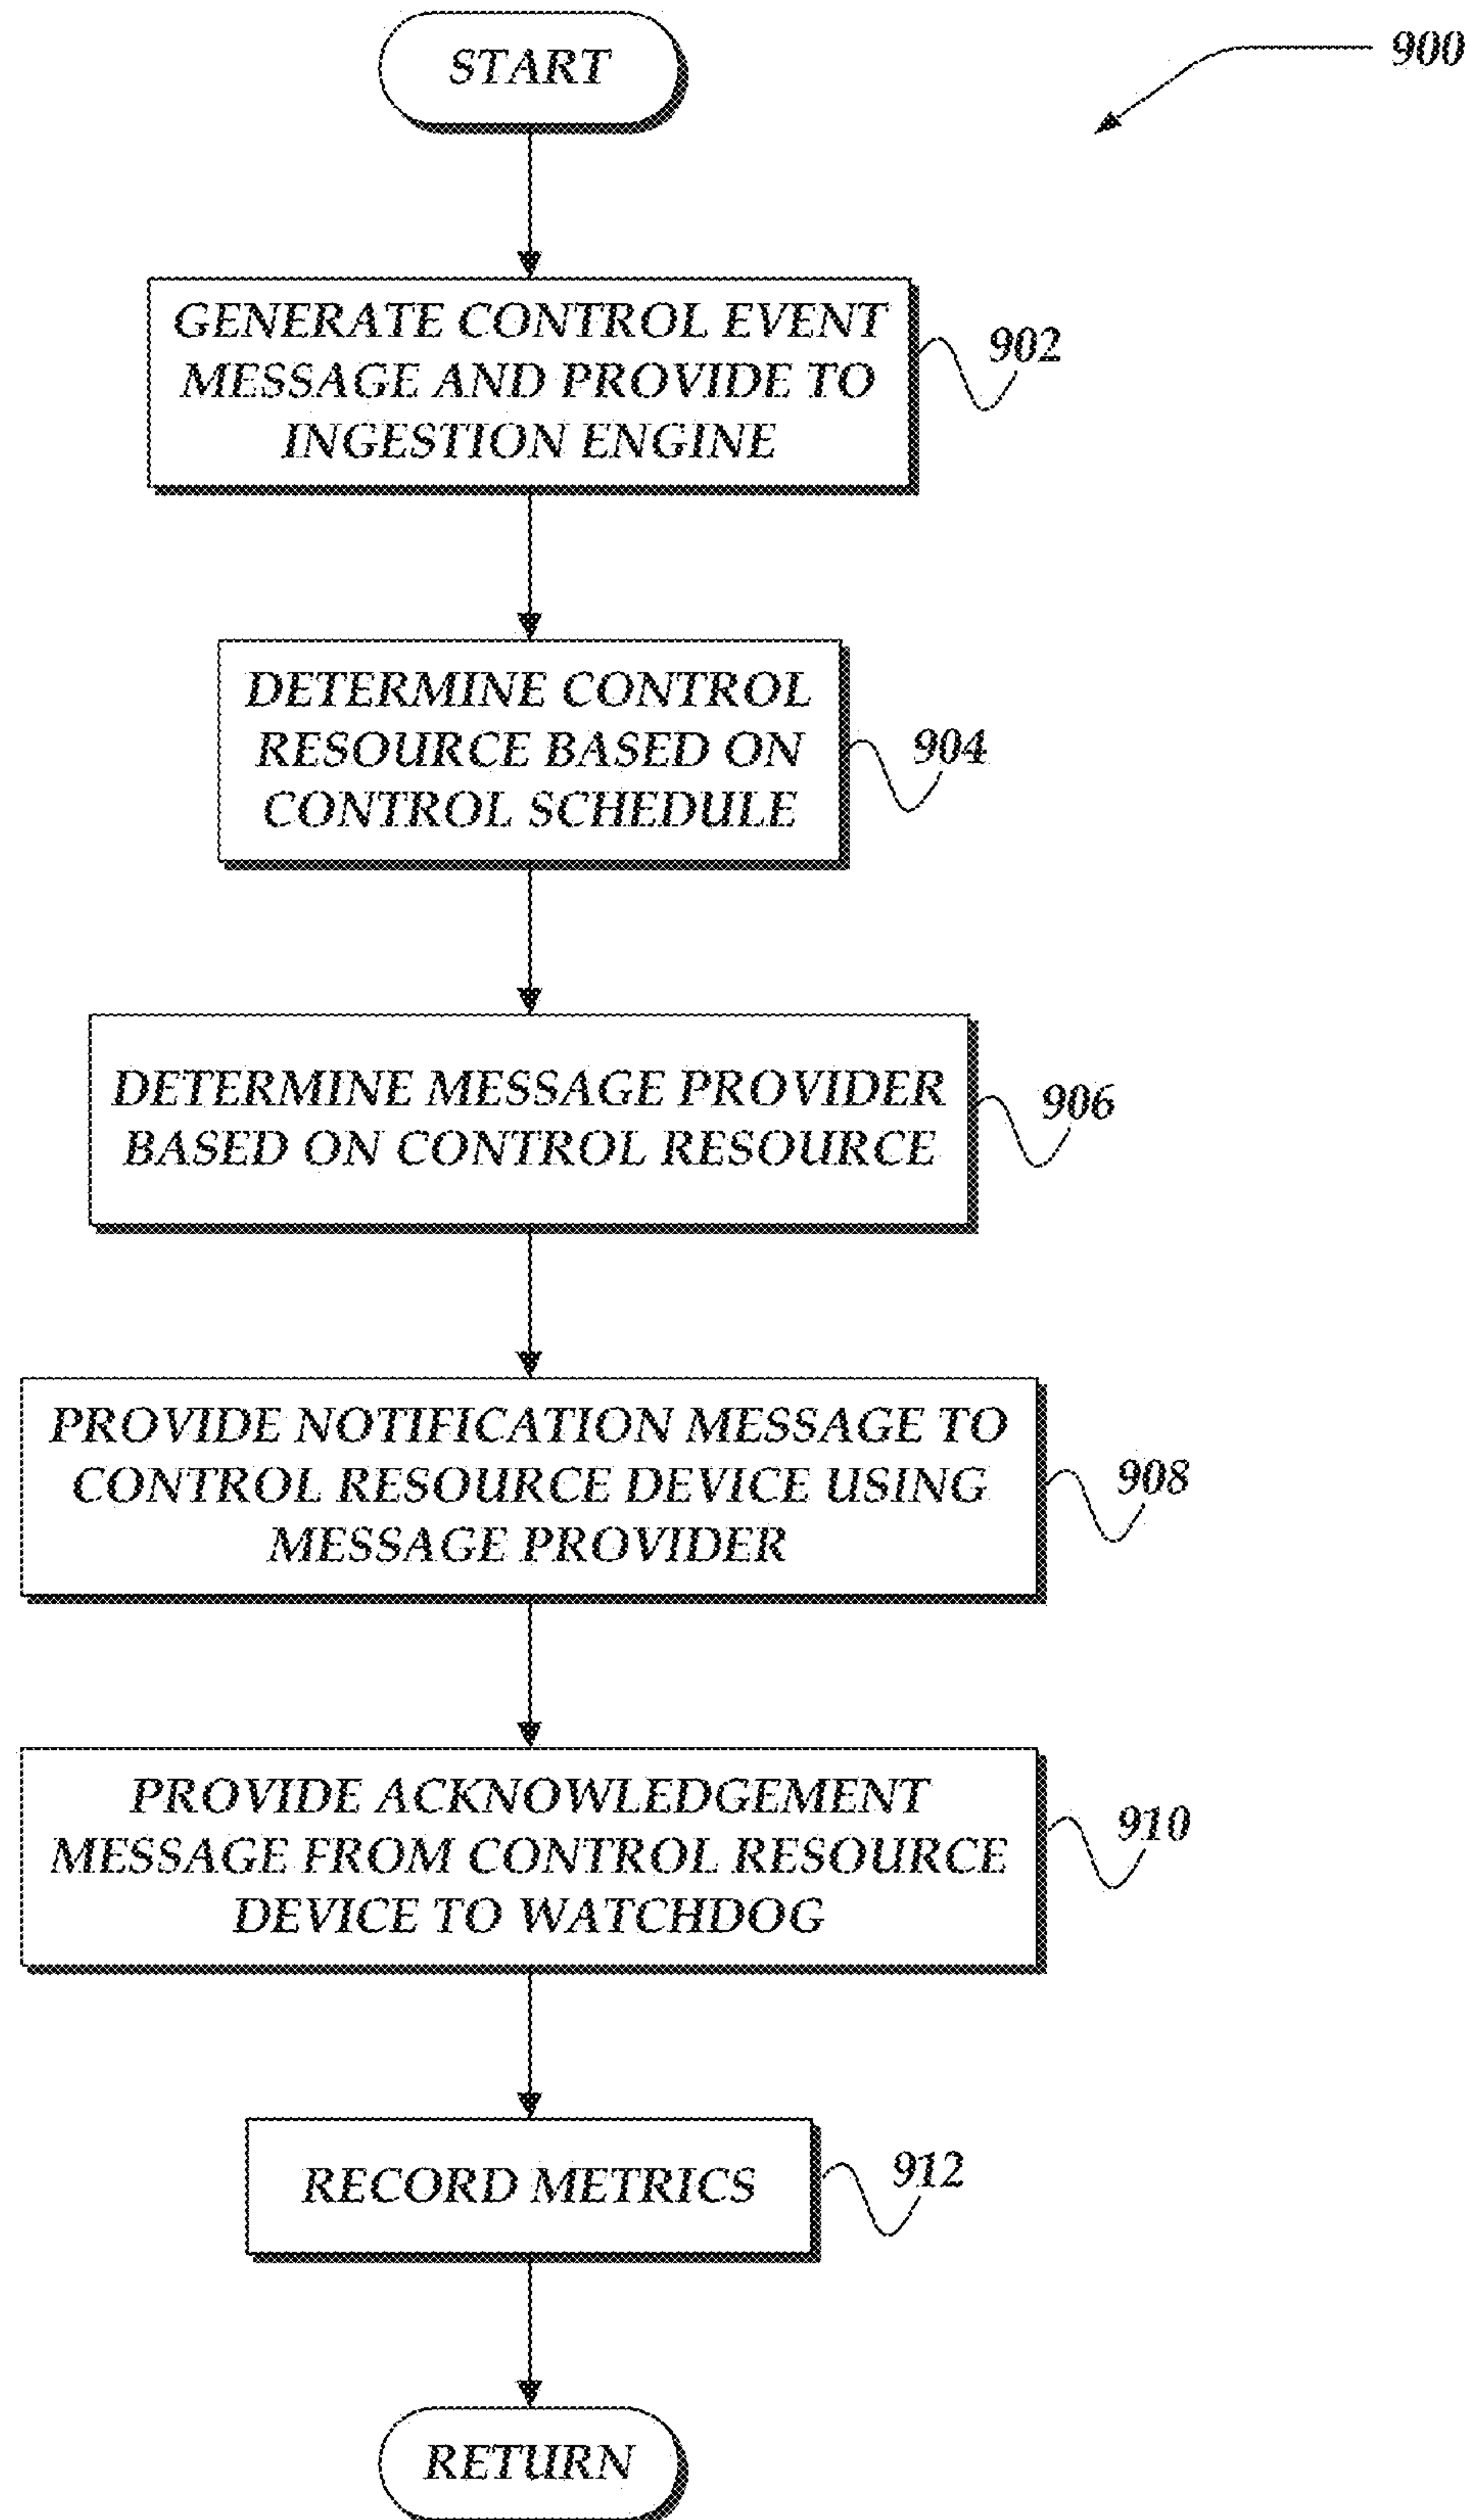 START
900
GENERATE CONTROL EVENT
MESSAGE AND PROVIDE TO
INGESTION ENGINE
902
DETERMINE CONTROL
RESOURCE BASED ON
CONTROL SCHEDULE
904
DETERMINE MESSAGE PROVIDER
BASED ON CONTROL RESOURCE
906
PROVIDE NOTIFICATION MESSAGE TO
CONTROL RESOURCE DEVICE USING
MESSAGE PROVIDER
908
PROVIDE ACKNOWLEDGEMENT
MESSAGE FROM CONTROL RESOURCE
DEVICE TO WATCHDOG
910
RECORD METRICS
912
RETURN